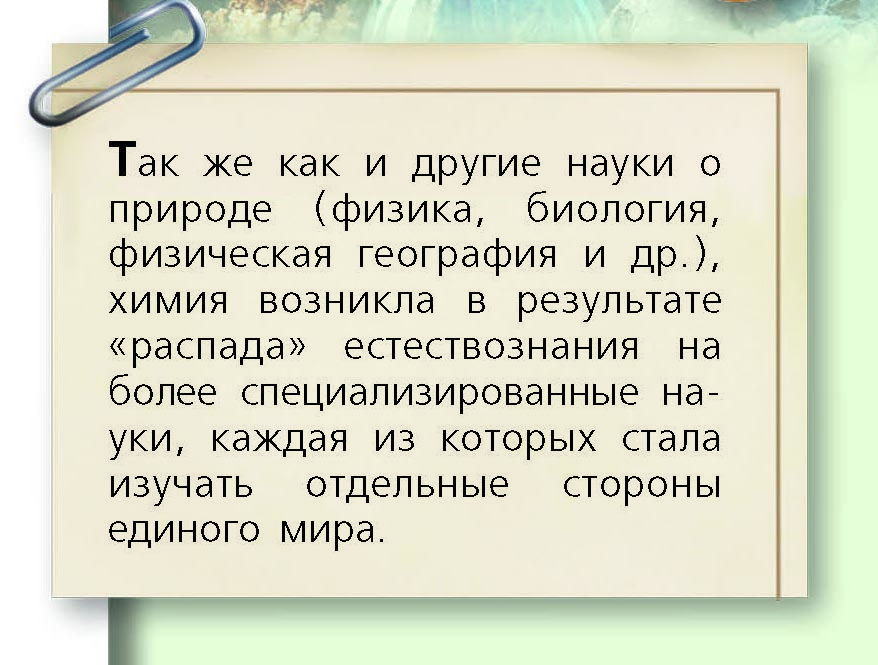 Так же как и другие науки о
природе (физика, биология,
физическая география и др.),
химия возникла в результате
«распада» естествознания на
более специализированные на-
уки, каждая из которых стала
изучать отдельные стороны
единого мира.